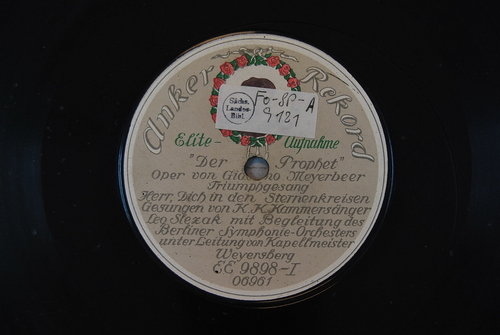 Anker Rekord
Sächs.
Landes-
Bibl.
Fo-SP-A
9121
Elite- Aufnahme
"Der Prophet"
Oper von Giacomo Meyerbeer
Triumphgesang
Herr, Dich in den Sternenkreisen
Gesungen von K. K. Kammersänger
Leo Slezak mit Begleitung des
Berliner Symphonie-Orchesters
unter Leitung von Kapellmeister
Weyersberg
EE 9898-I
06961